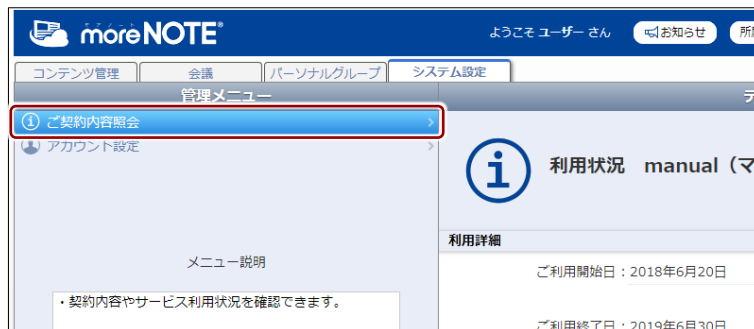 モアノート
moreNOTE®
ようこそ ユーザー さん
お知らせ
コンテンツ管理
会議
パーソナルグループ
システム設定
管理メニュー
ご契約内容照会
アカウント設定
利用状況 manual（マ
利用詳細
メニュー説明
ご利用開始日：2018年6月20日
・契約内容やサービス利用状況を確認できます。
ご利用終了日：2019年6月30日